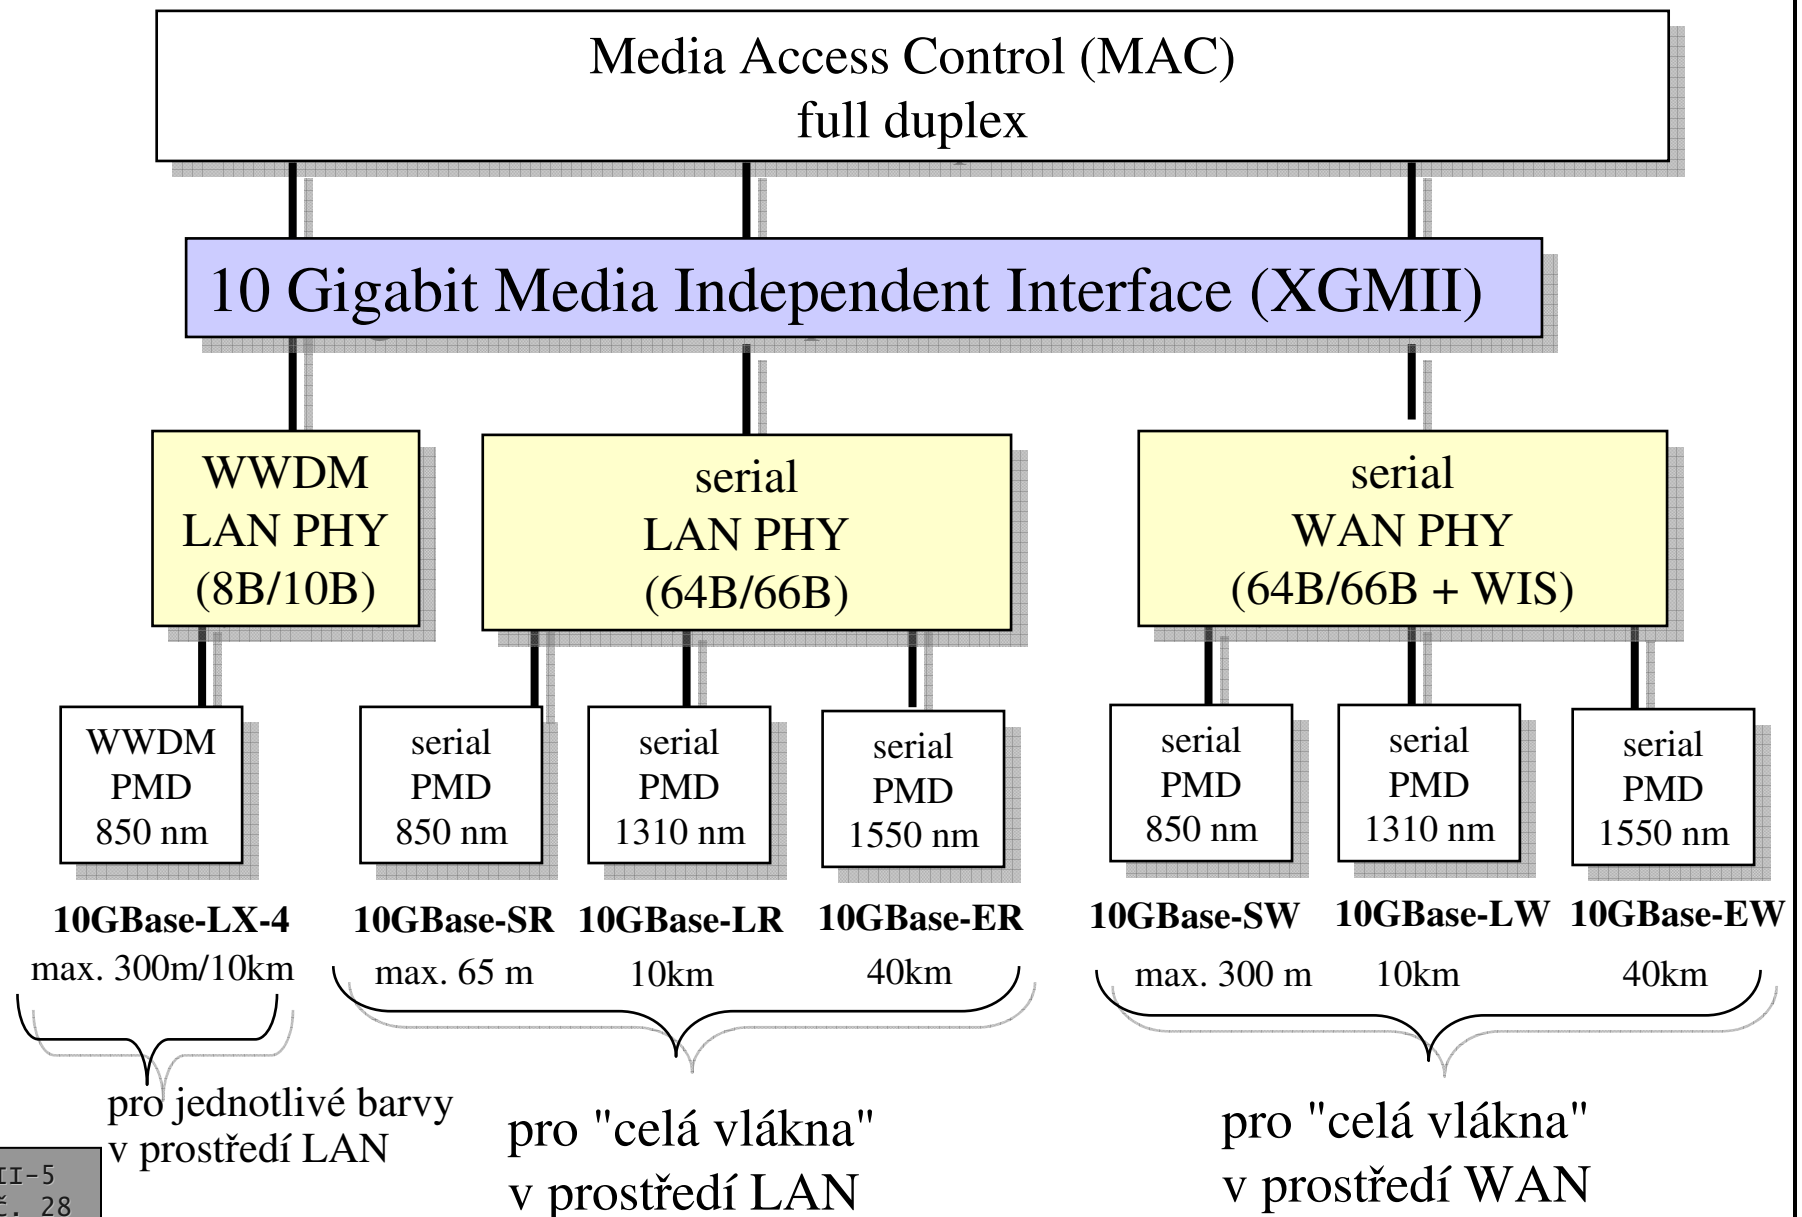 Media Access Control (MAC)
full duplex
10 Gigabit Media Independent Interface (XGMII)
WWDM
LAN PHY
(8B/10B)
serial
LAN PHY
(64B/66B)
serial
WAN PHY
(64B/66B + WIS)
WWDM
PMD
850 nm
serial
PMD
850 nm
serial
PMD
1310 nm
serial
PMD
1550 nm
serial
PMD
850 nm
serial
PMD
1310 nm
serial
PMD
1550 nm
10GBase-LX-4
10GBase-SR
10GBase-LR
10GBase-ER
10GBase-SW
10GBase-LW
10GBase-EW
max. 300m/10km
max. 65 m
10km
40km
max. 300 m
10km
40km
pro jednotlivé barvy
v prostředí LAN
pro "celá vlákna"
v prostředí LAN
pro "celá vlákna"
v prostředí WAN
II-5
č. 28